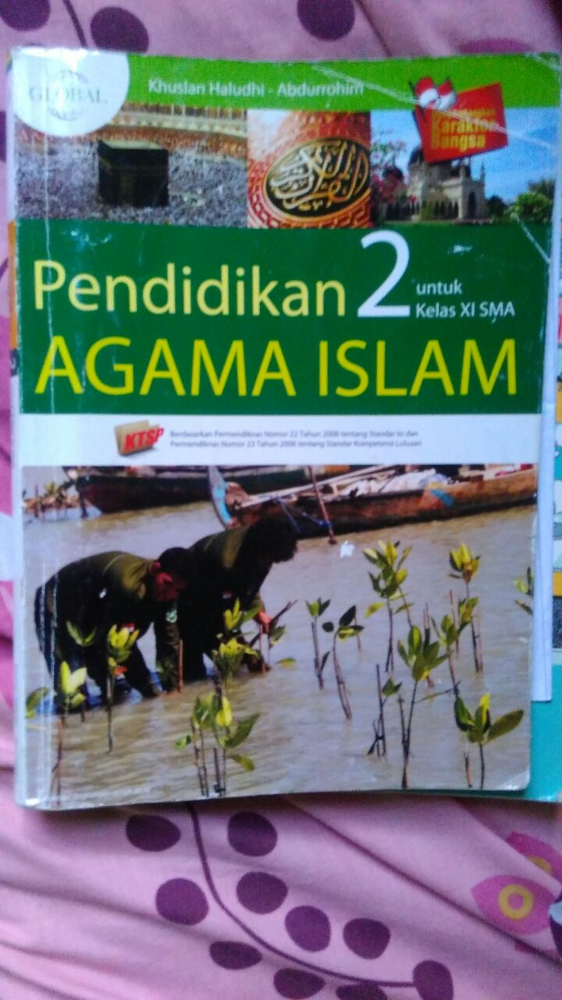 GLOBAL
Khuslan Haludhi - Abdurrohim
Karakter
Bangsa
Pendidikan 2
untuk
Kelas XI SMA
AGAMA ISLAM
KTSP
Berdasarkan Permendiknas Nomor 22 Tahun 2006 tentang Standar Isi dan
Permendiknas Nomor 23 Tahun 2006 tentang Standar Kompetensi Lulusan